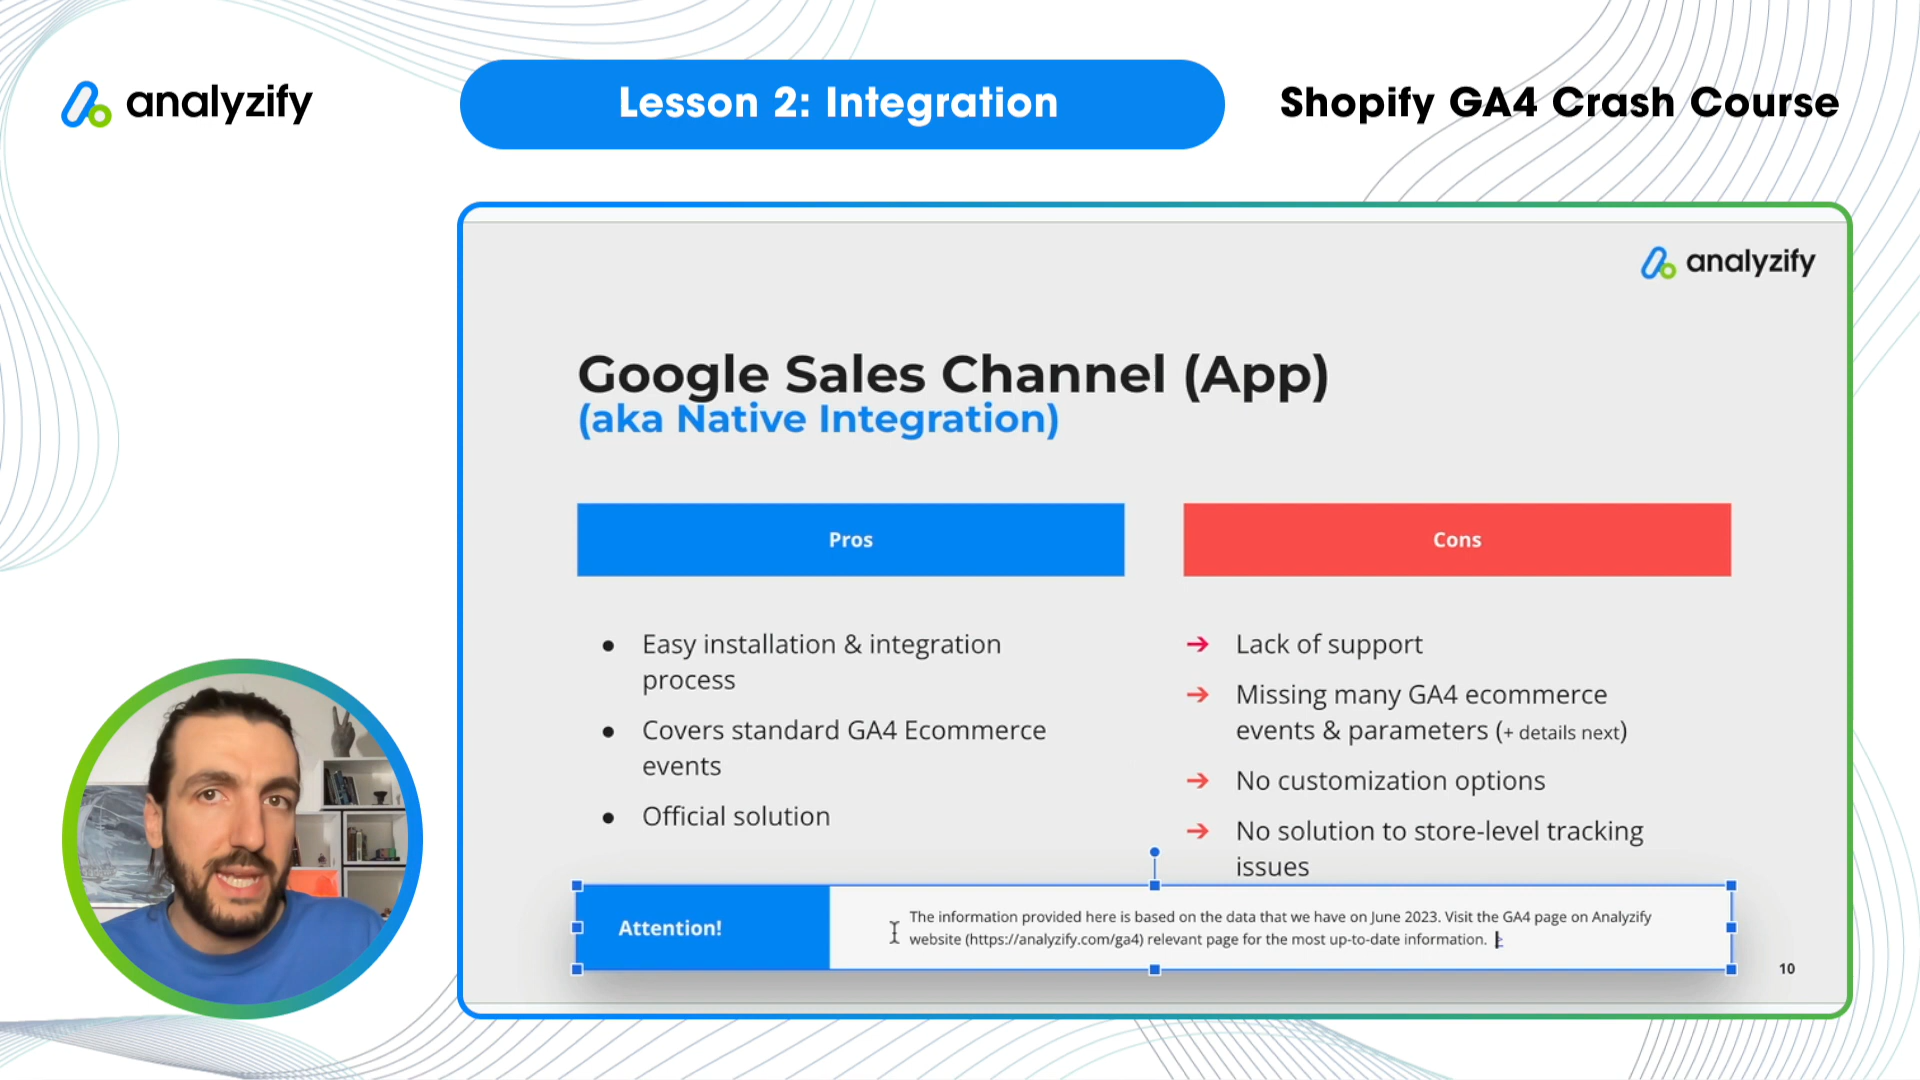 analyzify
Lesson 2: Integration
Shopify GA4 Crash Course
analyzify
Google Sales Channel (App)
(aka Native Integration)
Pros
Cons
Easy installation & integration
process
Covers standard GA4 Ecommerce
events
Official solution
Lack of support
Missing many GA4 ecommerce
events & parameters (+ details next)
No customization options
No solution to store-level tracking
issues
Attention!
The information provided here is based on the data that we have on June 2023. Visit the GA4 page on Analyzify
website (https://analyzify.com/ga4) relevant page for the most up-to-date information.
10